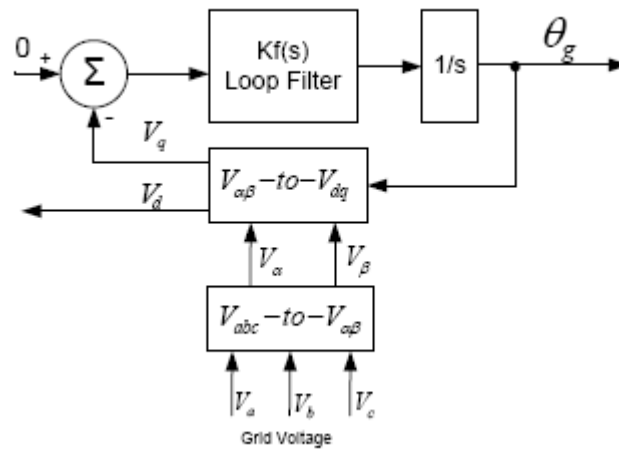 0 + Σ -
Kf(s)
Loop Filter
1/s
θg
Vq
Vd
Vαβ-to-Vdq
Vα Vβ
Vabc-to-Vαβ
Va Vb Vc
Grid Voltage